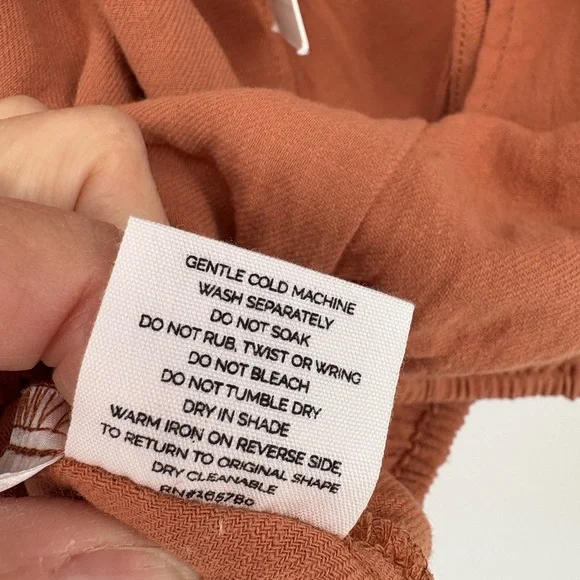 GENTLE COLD MACHINE
WASH SEPARATELY
DO NOT SOAK
DO NOT RUB, TWIST OR WRING
DO NOT BLEACH
DO NOT TUMBLE DRY
DRY IN SHADE
WARM IRON ON REVERSE SIDE,
TO RETURN TO ORIGINAL SHAPE
DRY CLEANABLE